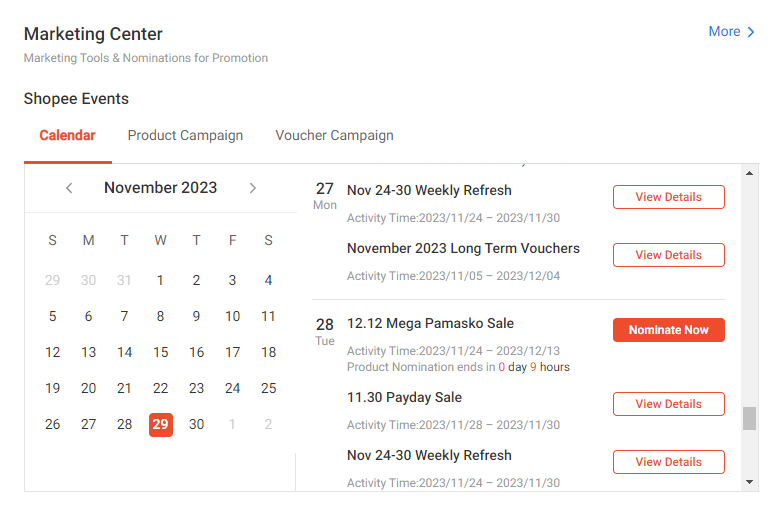 Marketing Center
More
Marketing Tools & Nominations for Promotion
Shopee Events
Calendar Product Campaign Voucher Campaign
November 2023
S M T W T F S
29 30 31 1 2 3 4
5 6 7 8 9 10 11
12 13 14 15 16 17 18
19 20 21 22 23 24 25
26 27 28 29 30 1 2
27
Mon
Nov 24-30 Weekly Refresh
View Details
Activity Time:2023/11/24 – 2023/11/30
November 2023 Long Term Vouchers
View Details
Activity Time:2023/11/05 – 2023/12/04
28
Tue
12.12 Mega Pamasko Sale
Nominate Now
Activity Time:2023/11/24 – 2023/12/13
Product Nomination ends in 0 day 9 hours
11.30 Payday Sale
View Details
Activity Time:2023/11/28 – 2023/11/30
Nov 24-30 Weekly Refresh
View Details
Activity Time:2023/11/24 – 2023/11/30